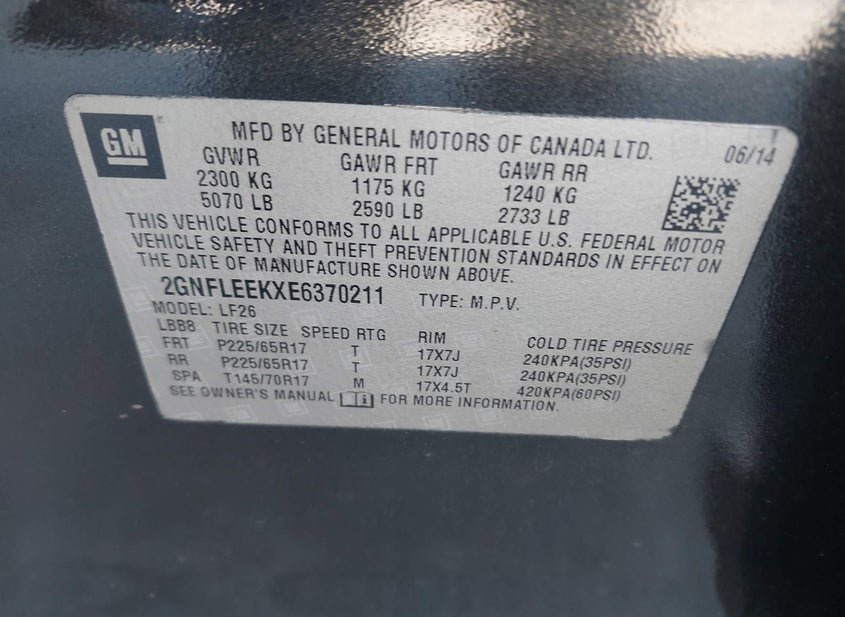 GM
MFD BY GENERAL MOTORS OF CANADA LTD. 06/14
GVWR GAWR FRT GAWR RR
2300 KG 1175 KG 1240 KG
5070 LB 2590 LB 2733 LB
THIS VEHICLE CONFORMS TO ALL APPLICABLE U.S. FEDERAL MOTOR
VEHICLE SAFETY AND THEFT PREVENTION STANDARDS IN EFFECT ON
THE DATE OF MANUFACTURE SHOWN ABOVE.
2GNFLEEKXE6370211 TYPE: M.P.V.
MODEL: LF26
LBB8 TIRE SIZE SPEED RTG RIM COLD TIRE PRESSURE
FRT P225/65R17 T 17X7J 240KPA(35PSI)
RR P225/65R17 T 17X7J 240KPA(35PSI)
SPA T145/70R17 M 17X4.5T 420KPA(60PSI)
SEE OWNER'S MANUAL i FOR MORE INFORMATION.